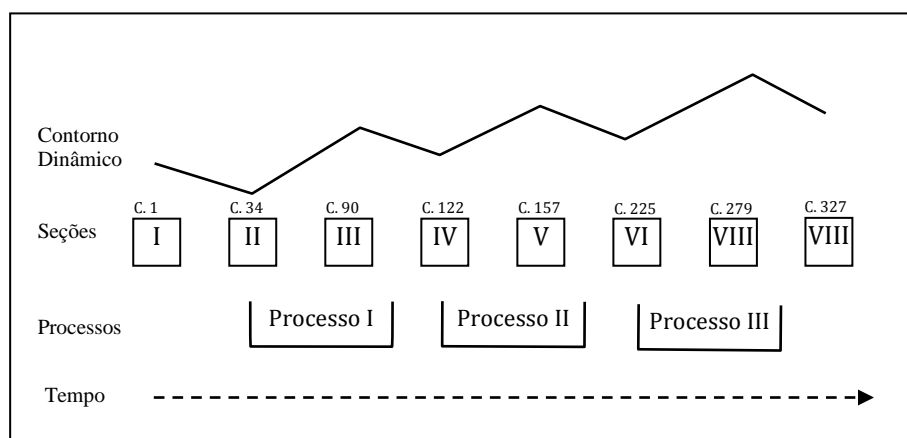 Contorno
Dinâmico
C. 1 C. 34 C. 90 C. 122 C. 157 C. 225 C. 279 C. 327
Seções I II III IV V VI VIII VIII
Processos Processo I Processo II Processo III
Tempo